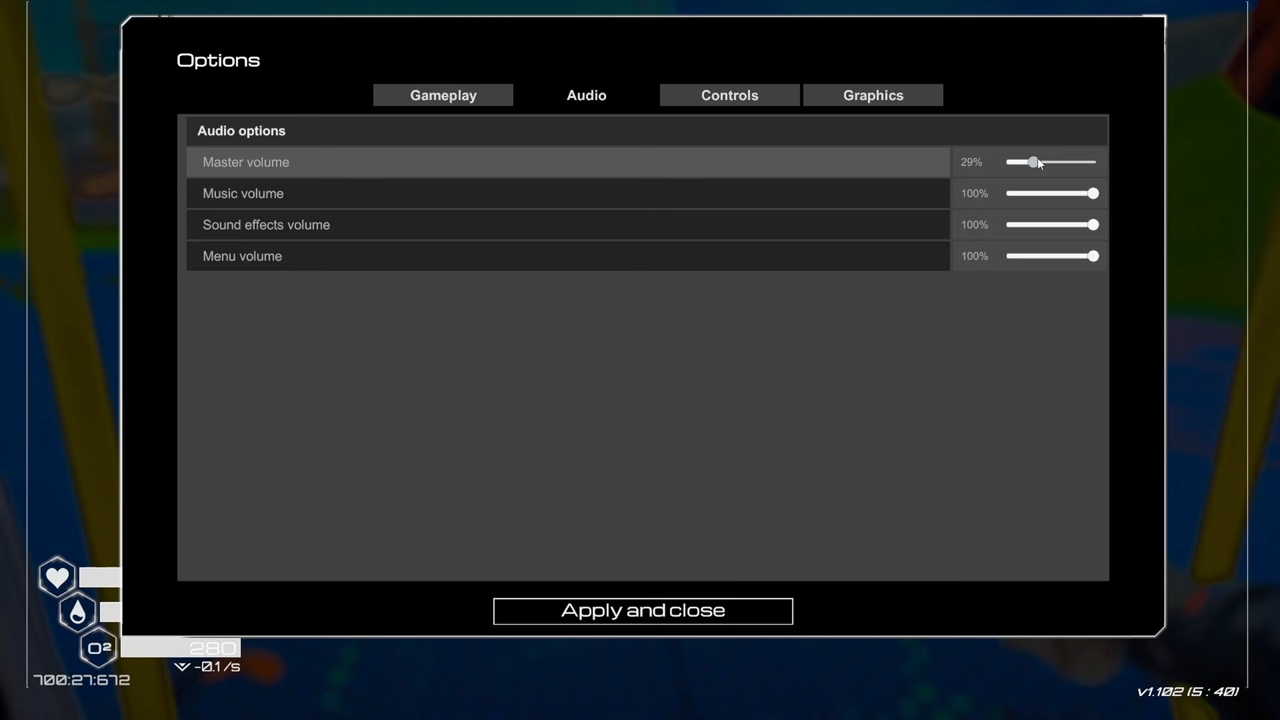 Options
Gameplay Audio Controls Graphics
Audio options
Master volume 29%
Music volume 100%
Sound effects volume 100%
Menu volume 100%
Apply and close
O² 280
-0.1 /s
700:27:672
v1.102 (5 : 40)